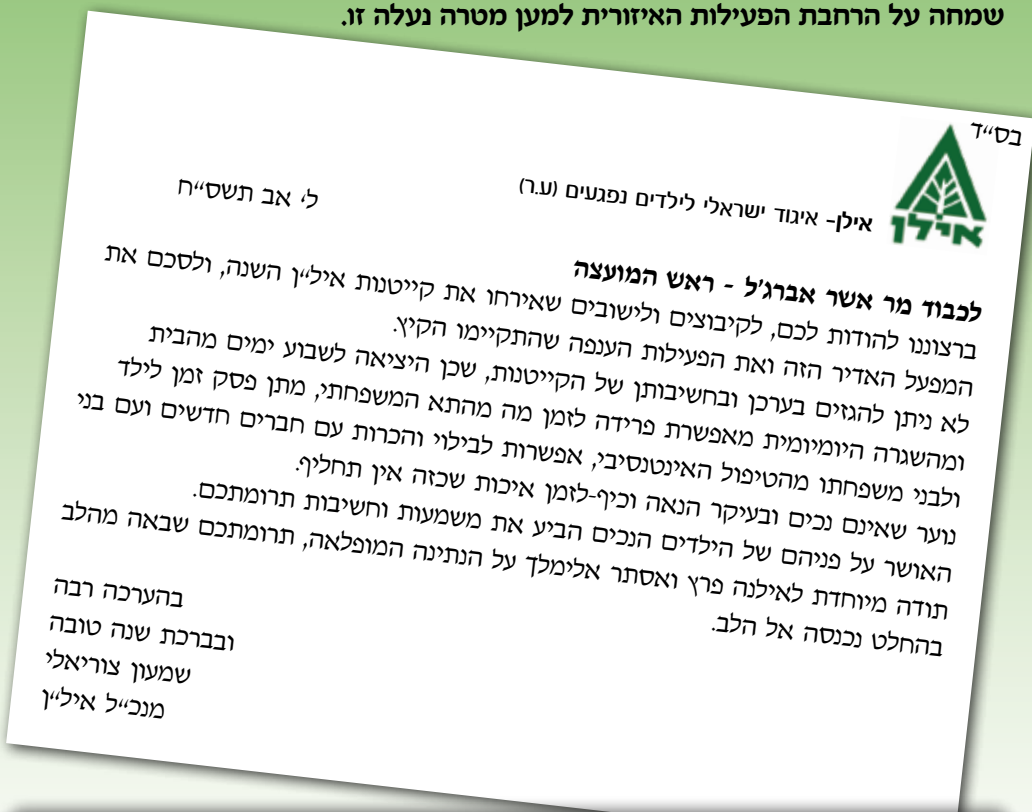 שמחה על הרחבת הפעילות האיזורית למען מטרה נעלה זו.
בס״ד
אילן
אילן- איגוד ישראלי לילדים נפגעים (ע.ר)
ל׳ אב תשס״ח
לכבוד מר אשר אברג׳ל - ראש המועצה
ברצוננו להודות לכם, לקיבוצים ולישובים שאירחו את קייטנות איל״ן השנה, ולסכם את
המפעל האדיר הזה ואת הפעילות הענפה שהתקיימו הקיץ.
לא ניתן להגזים בערכן ובחשיבותן של הקייטנות, שכן היציאה לשבוע ימים מהבית
ומהשגרה היומיומית מאפשרת פרידה לזמן מה מהתא המשפחתי, מתן פסק זמן לילד
ולבני משפחתו מהטיפול האינטנסיבי, אפשרות לבילוי והכרות עם חברים חדשים ועם בני
נוער שאינם נכים ובעיקר הנאה וכיף-לזמן איכות שכזה אין תחליף.
האושר על פניהם של הילדים הנכים הביע את משמעות וחשיבות תרומתכם.
תודה מיוחדת לאילנה פרץ ואסתר אלימלך על הנתינה המופלאה, תרומתכם שבאה מהלב
בהחלט נכנסה אל הלב.
בהערכה רבה
ובברכת שנה טובה
שמעון צוריאלי
מנכ״ל איל״ן